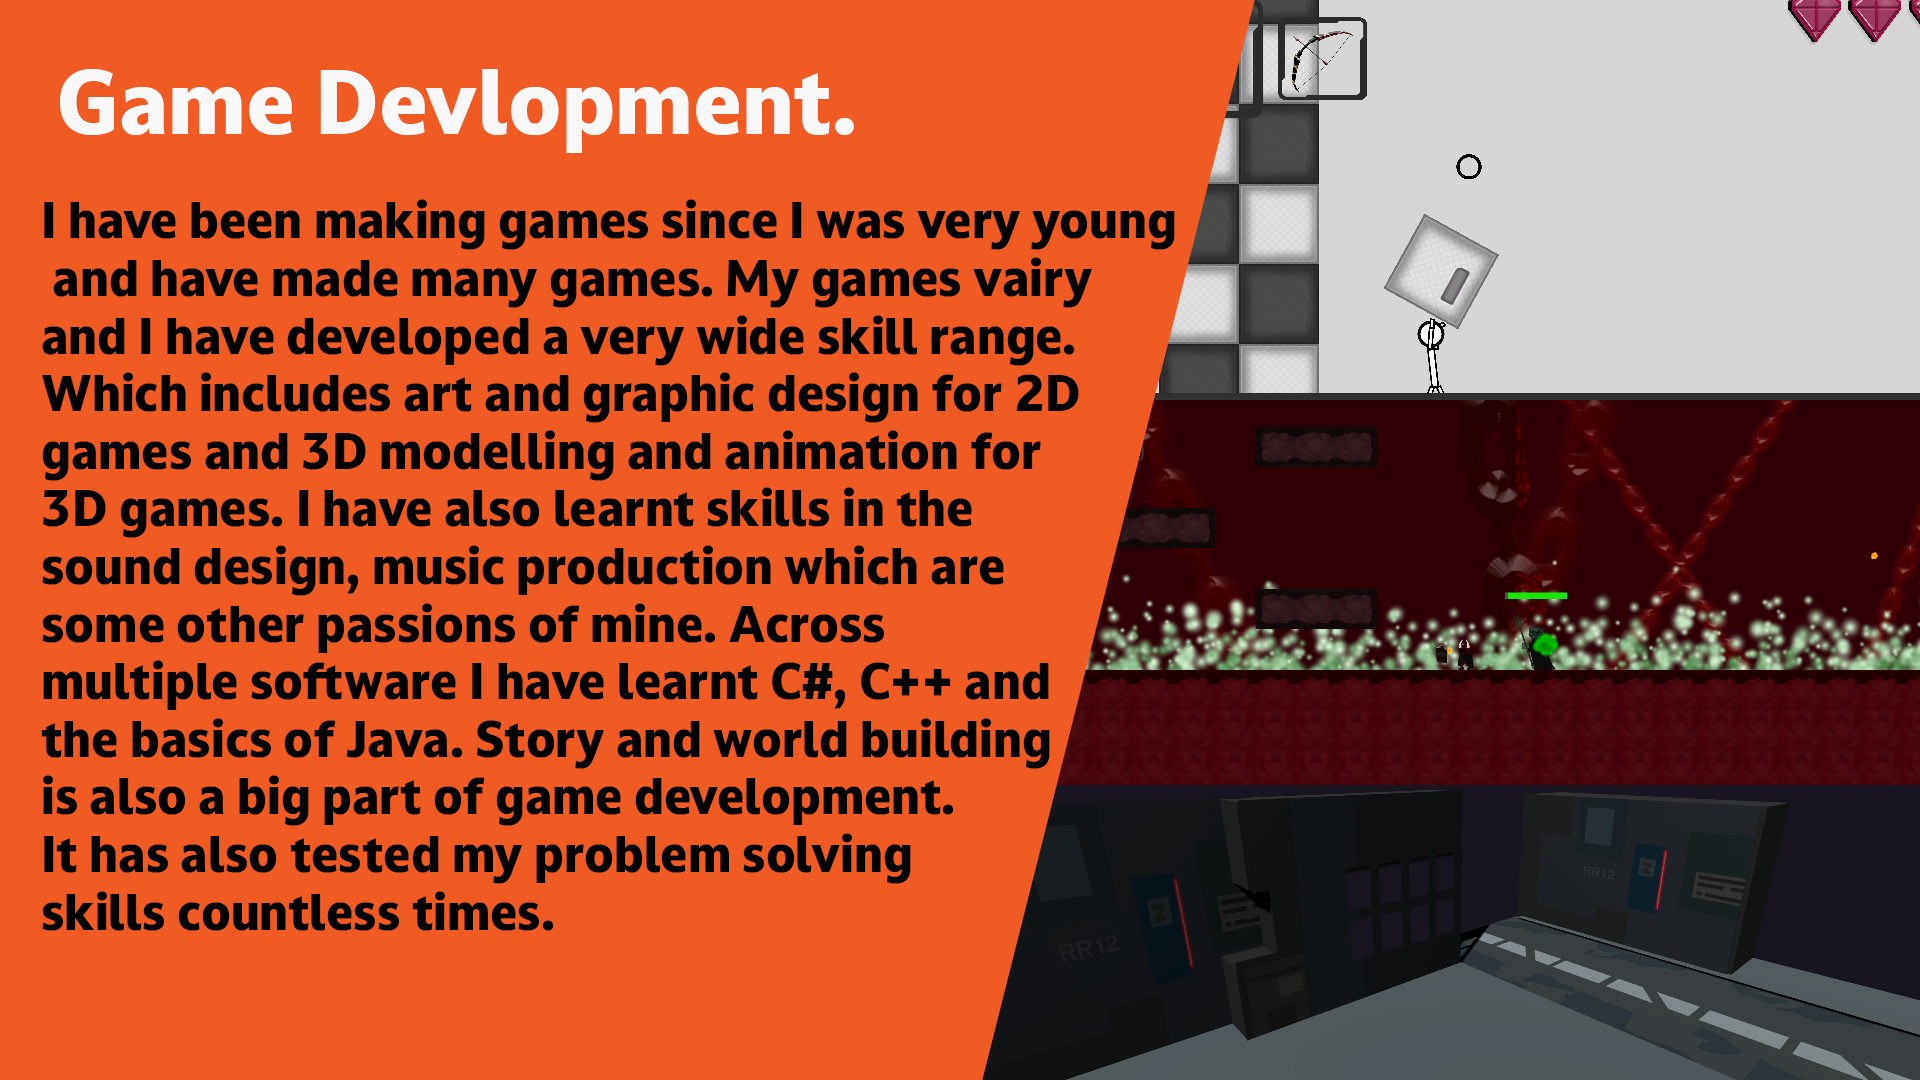 Game Devlopment.
I have been making games since I was very young
and have made many games. My games vairy
and I have developed a very wide skill range.
Which includes art and graphic design for 2D
games and 3D modelling and animation for
3D games. I have also learnt skills in the
sound design, music production which are
some other passions of mine. Across
multiple software I have learnt C#, C++ and
the basics of Java. Story and world building
is also a big part of game development.
It has also tested my problem solving
skills countless times.
RR12
Z
RR12
Z